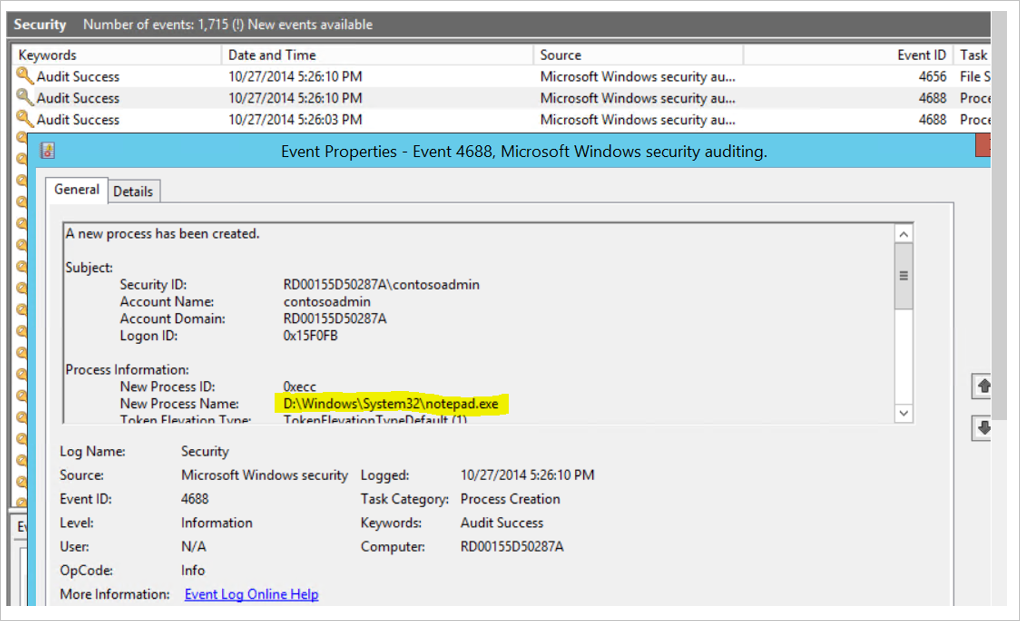 Security Number of events: 1,715 (!) New events available
Keywords Date and Time Source Event ID Task
Audit Success 10/27/2014 5:26:10 PM Microsoft Windows security au... 4656 File S
Audit Success 10/27/2014 5:26:10 PM Microsoft Windows security au... 4688 Proce
Audit Success 10/27/2014 5:26:03 PM Microsoft Windows security au... 4688 Proce
Event Properties - Event 4688, Microsoft Windows security auditing.
General Details
A new process has been created.
Subject:
Security ID: RD00155D50287A\contosoadmin
Account Name: contosoadmin
Account Domain: RD00155D50287A
Logon ID: 0x15F0FB
Process Information:
New Process ID: 0xecc
New Process Name: D:\Windows\System32\notepad.exe
Token Elevation Type: TokenElevationTypeDefault (1)
Log Name: Security
Source: Microsoft Windows security Logged: 10/27/2014 5:26:10 PM
Event ID: 4688 Task Category: Process Creation
Level: Information Keywords: Audit Success
User: N/A Computer: RD00155D50287A
OpCode: Info
More Information: Event Log Online Help